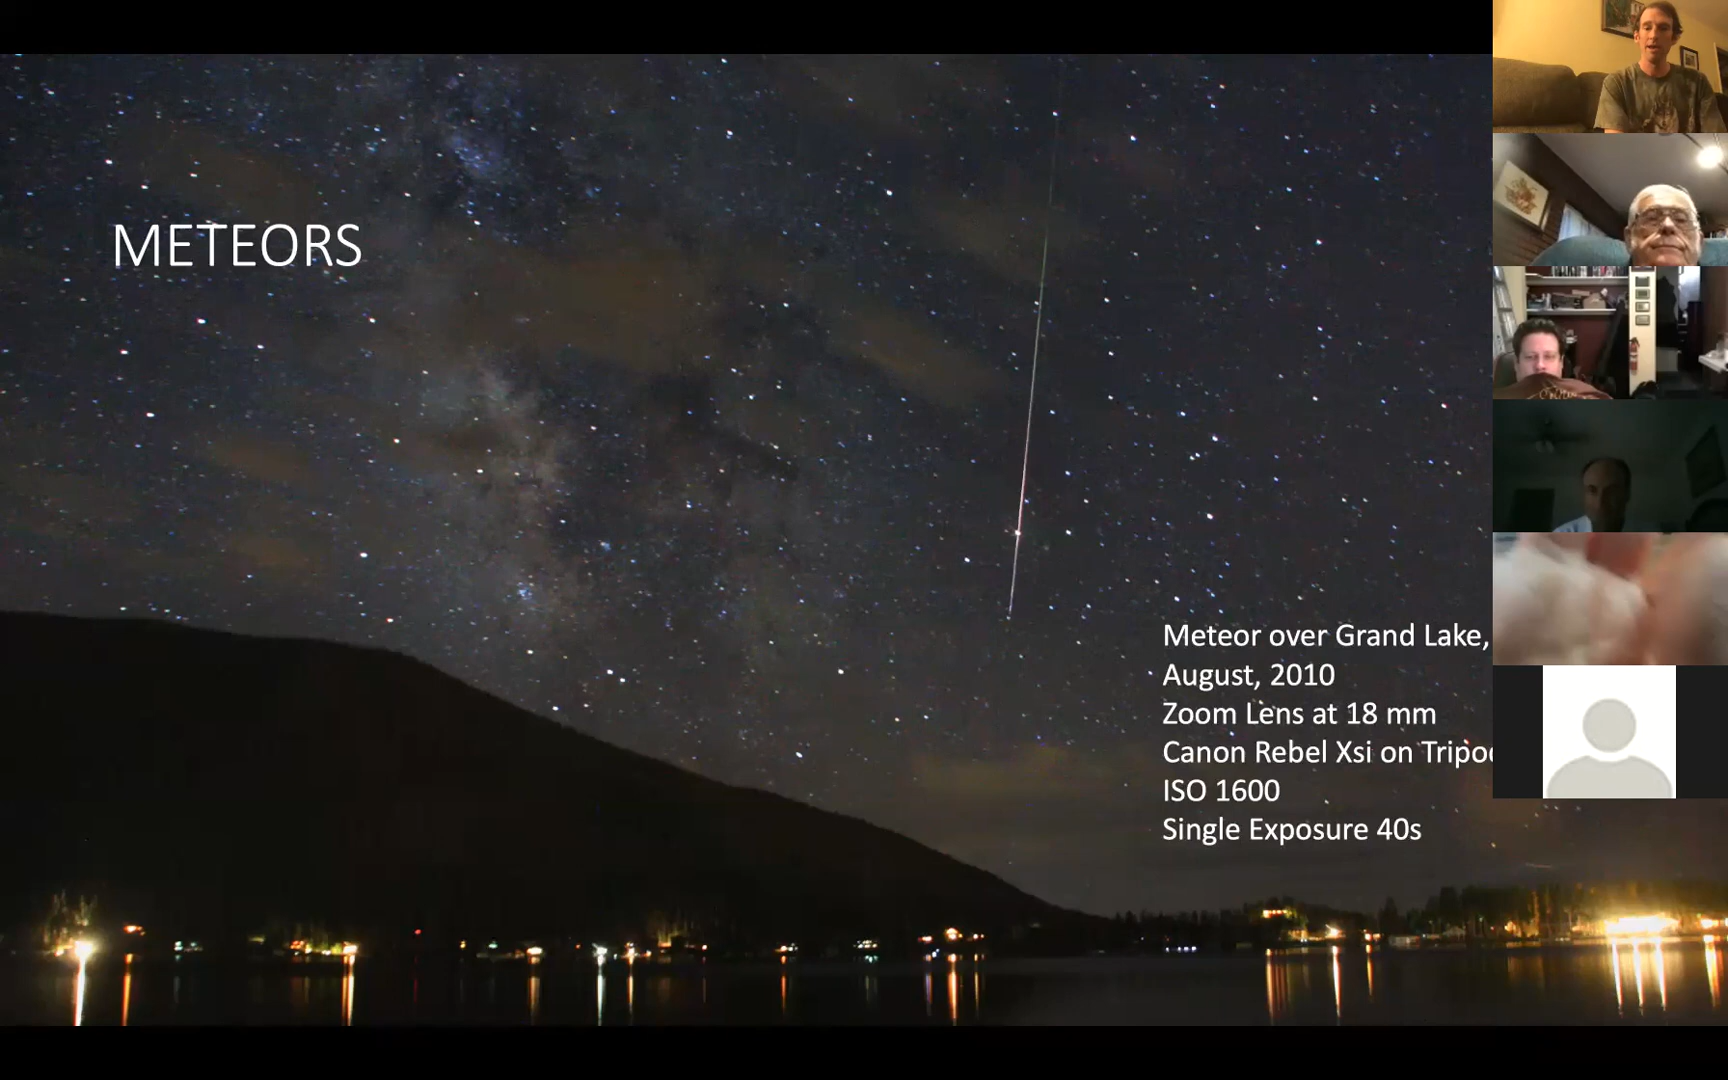 METEORS
Meteor over Grand Lake,
August, 2010
Zoom Lens at 18 mm
Canon Rebel Xsi on
ISO 1600
Single Exposure 40s